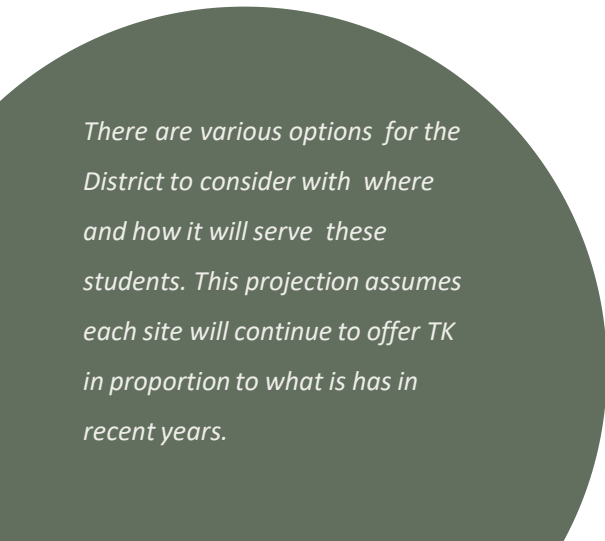 There are various options for the
District to consider with where
and how it will serve these
students. This projection assumes
each site will continue to offer TK
in proportion to what is has in
recent years.